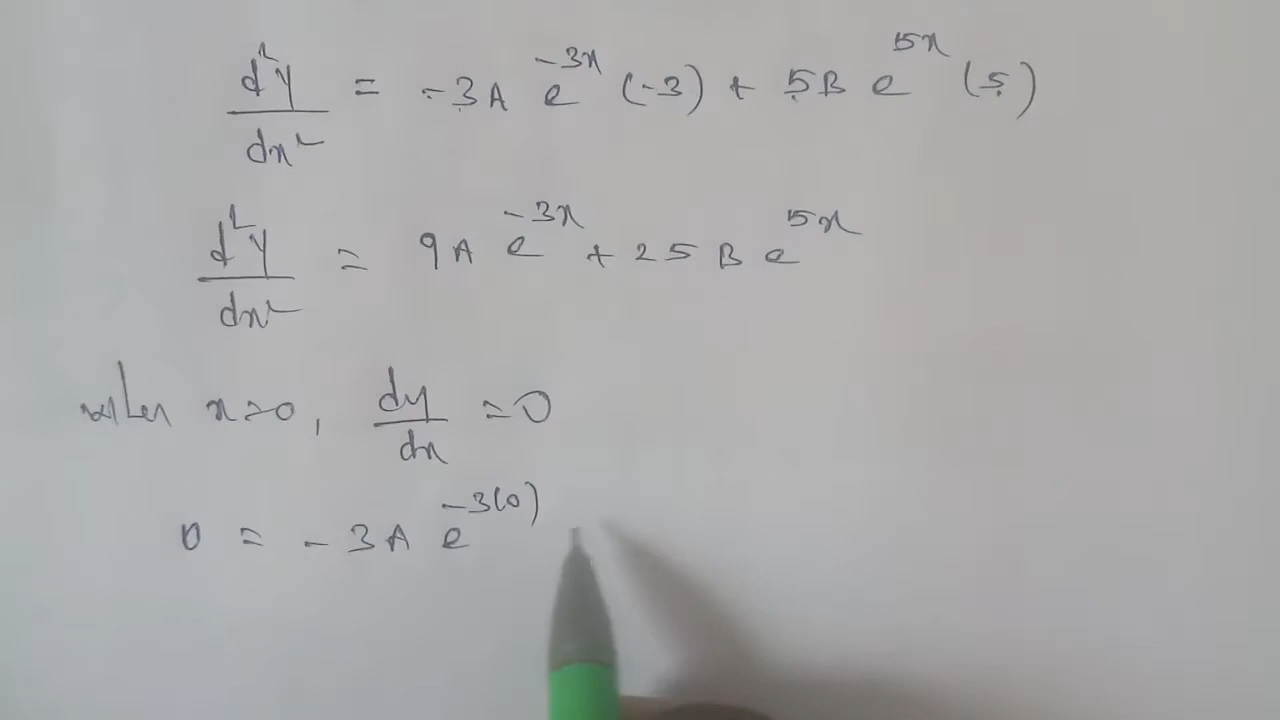 d²y/dx² = -3A e^-3x (-3) + 5B e^5x (5)
d²y/dx² = 9A e^-3x + 25 B e^5x
when x=0, dy/dx =0
0 = -3A e^-3(0)